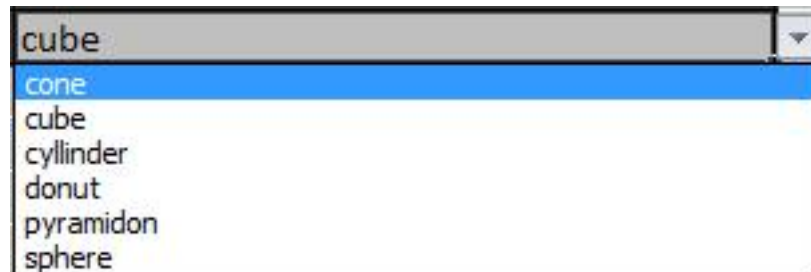 cube
cone
cube
cyllinder
donut
pyramidon
sphere